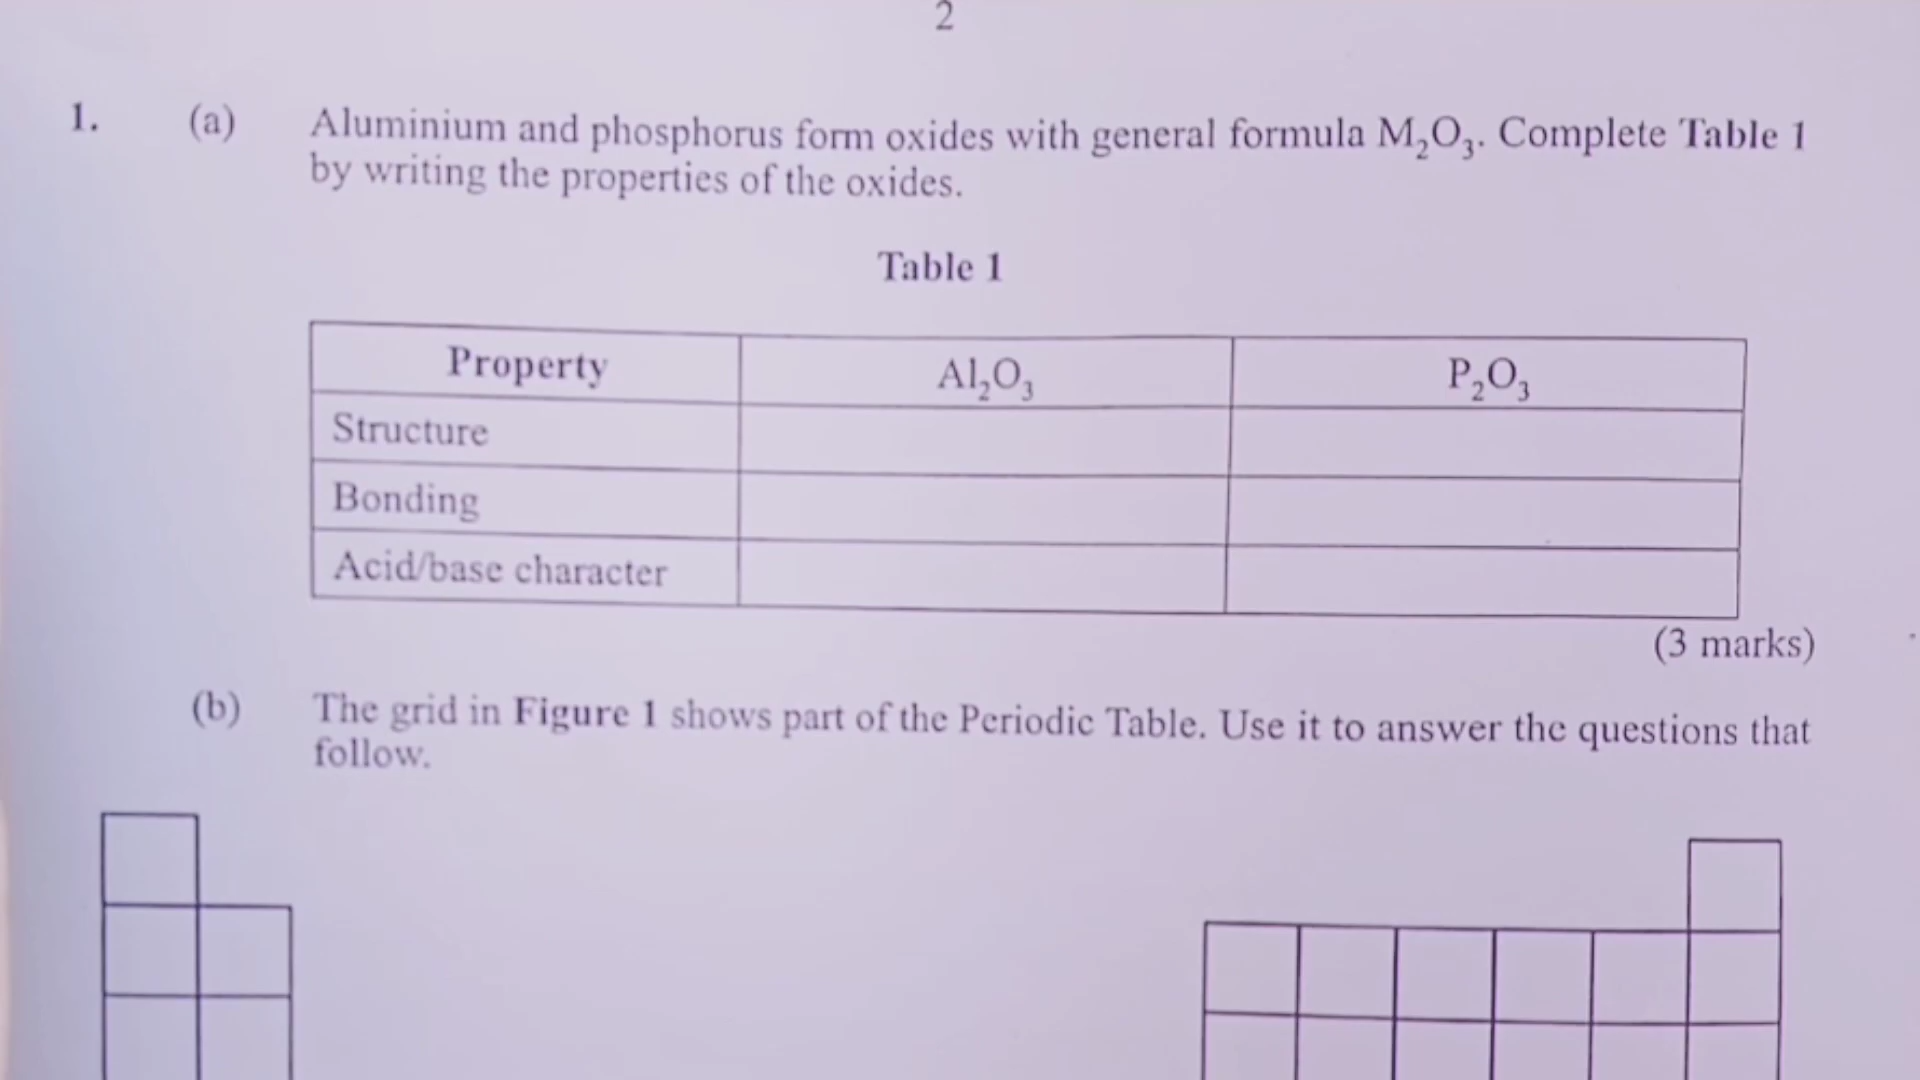 2
1. (a) Aluminium and phosphorus form oxides with general formula M₂O₃. Complete Table 1
by writing the properties of the oxides.
Table 1
Property Al₂O₃ P₂O₃
Structure
Bonding
Acid/base character
(3 marks)
(b) The grid in Figure 1 shows part of the Periodic Table. Use it to answer the questions that
follow.